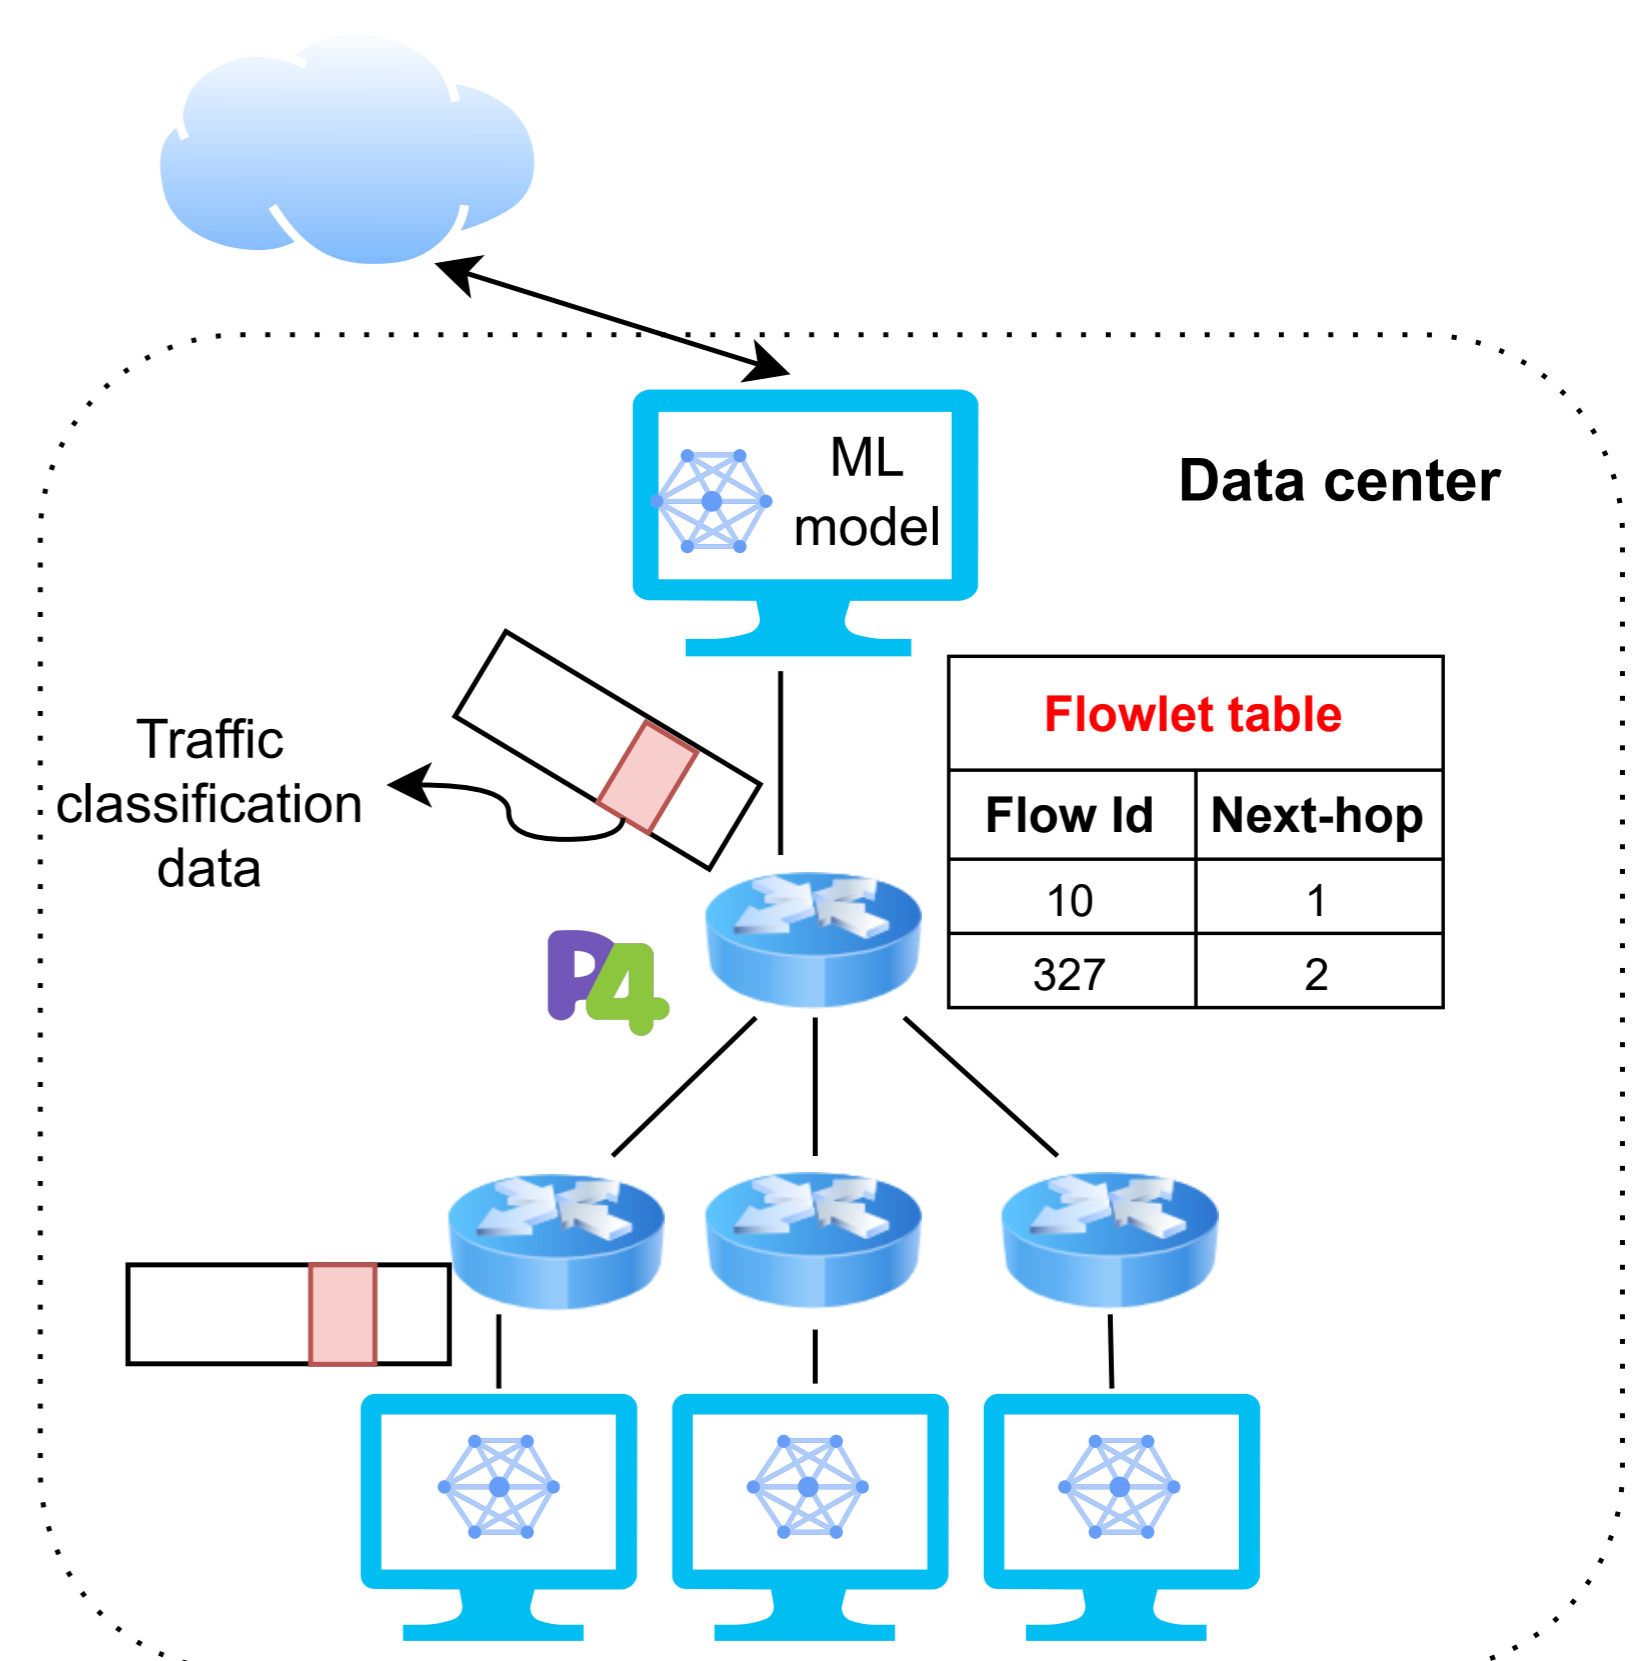 ML
model
Data center
Traffic
classification
data
Flowlet table
Flow Id Next-hop
10 1
327 2
P4